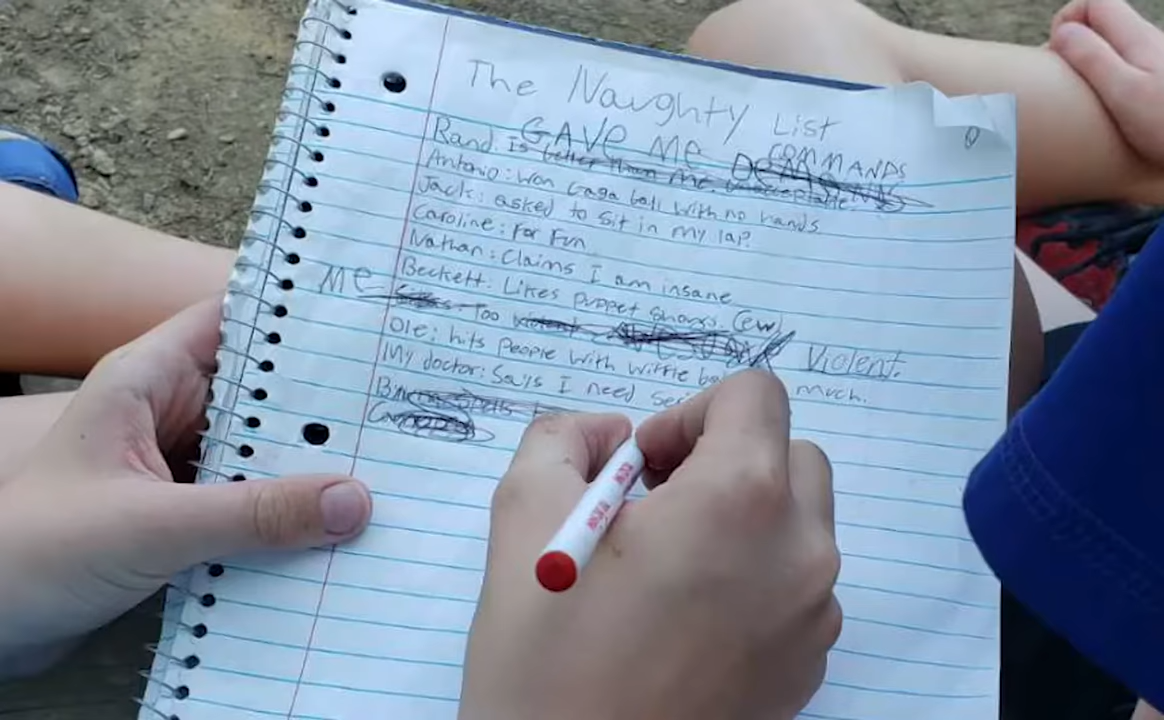 The Naughty List
GAVE ME COMMANDS
Rand. Is better than me. Unacceptable.
Antonio: Won gaga ball with no hands
Jack: asked to sit in my lap?
Caroline: For Fun
Nathan: Claims I am insane
Beckett: Likes puppet shows (ew)
ME Too Violent.
Ole: hits people with wiffle much.
My doctor: Says I need